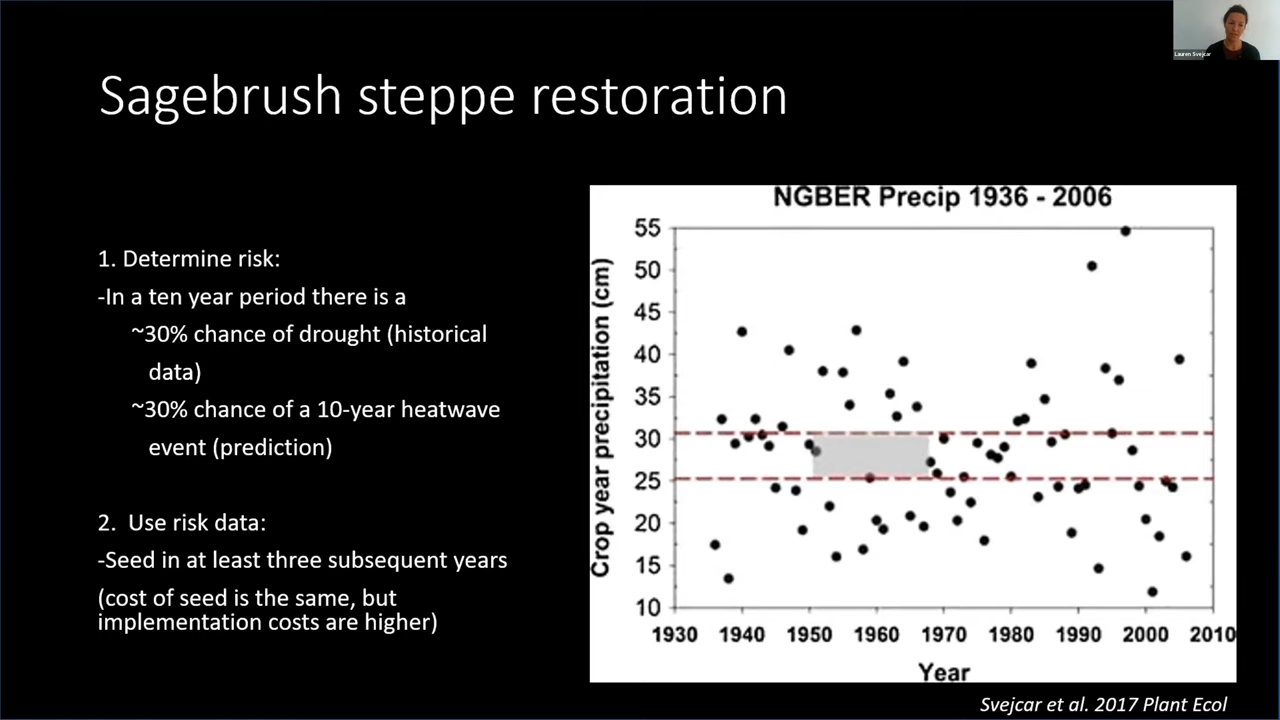 Lauren Svejcar
Sagebrush steppe restoration
1. Determine risk:
-In a ten year period there is a
~30% chance of drought (historical
data)
~30% chance of a 10-year heatwave
event (prediction)
2. Use risk data:
-Seed in at least three subsequent years
(cost of seed is the same, but
implementation costs are higher)
NGBER Precip 1936 - 2006
Crop year precipitation (cm)
55
50
45
40
35
30
25
20
15
10
1930 1940 1950 1960 1970 1980 1990 2000 2010
Year
Svejcar et al. 2017 Plant Ecol